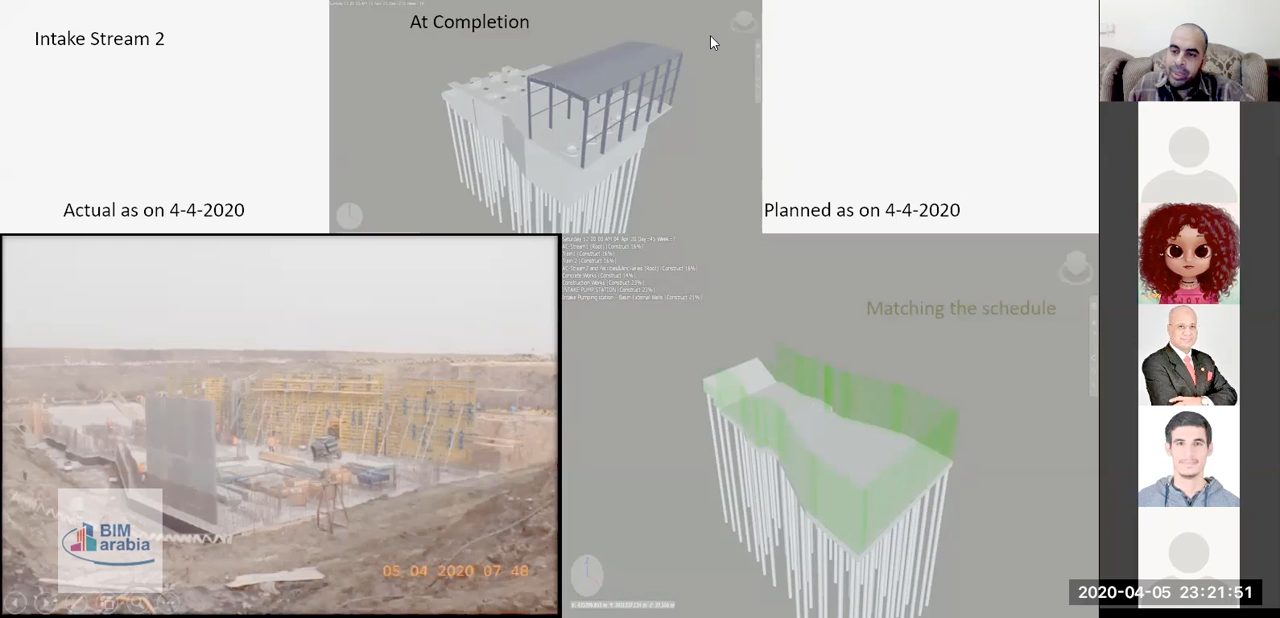 At Completion
Intake Stream 2
Actual as on 4-4-2020
Planned as on 4-4-2020
Matching the schedule
BIM
arabia
05 04 2020 07 48
2020-04-05 23:21:51